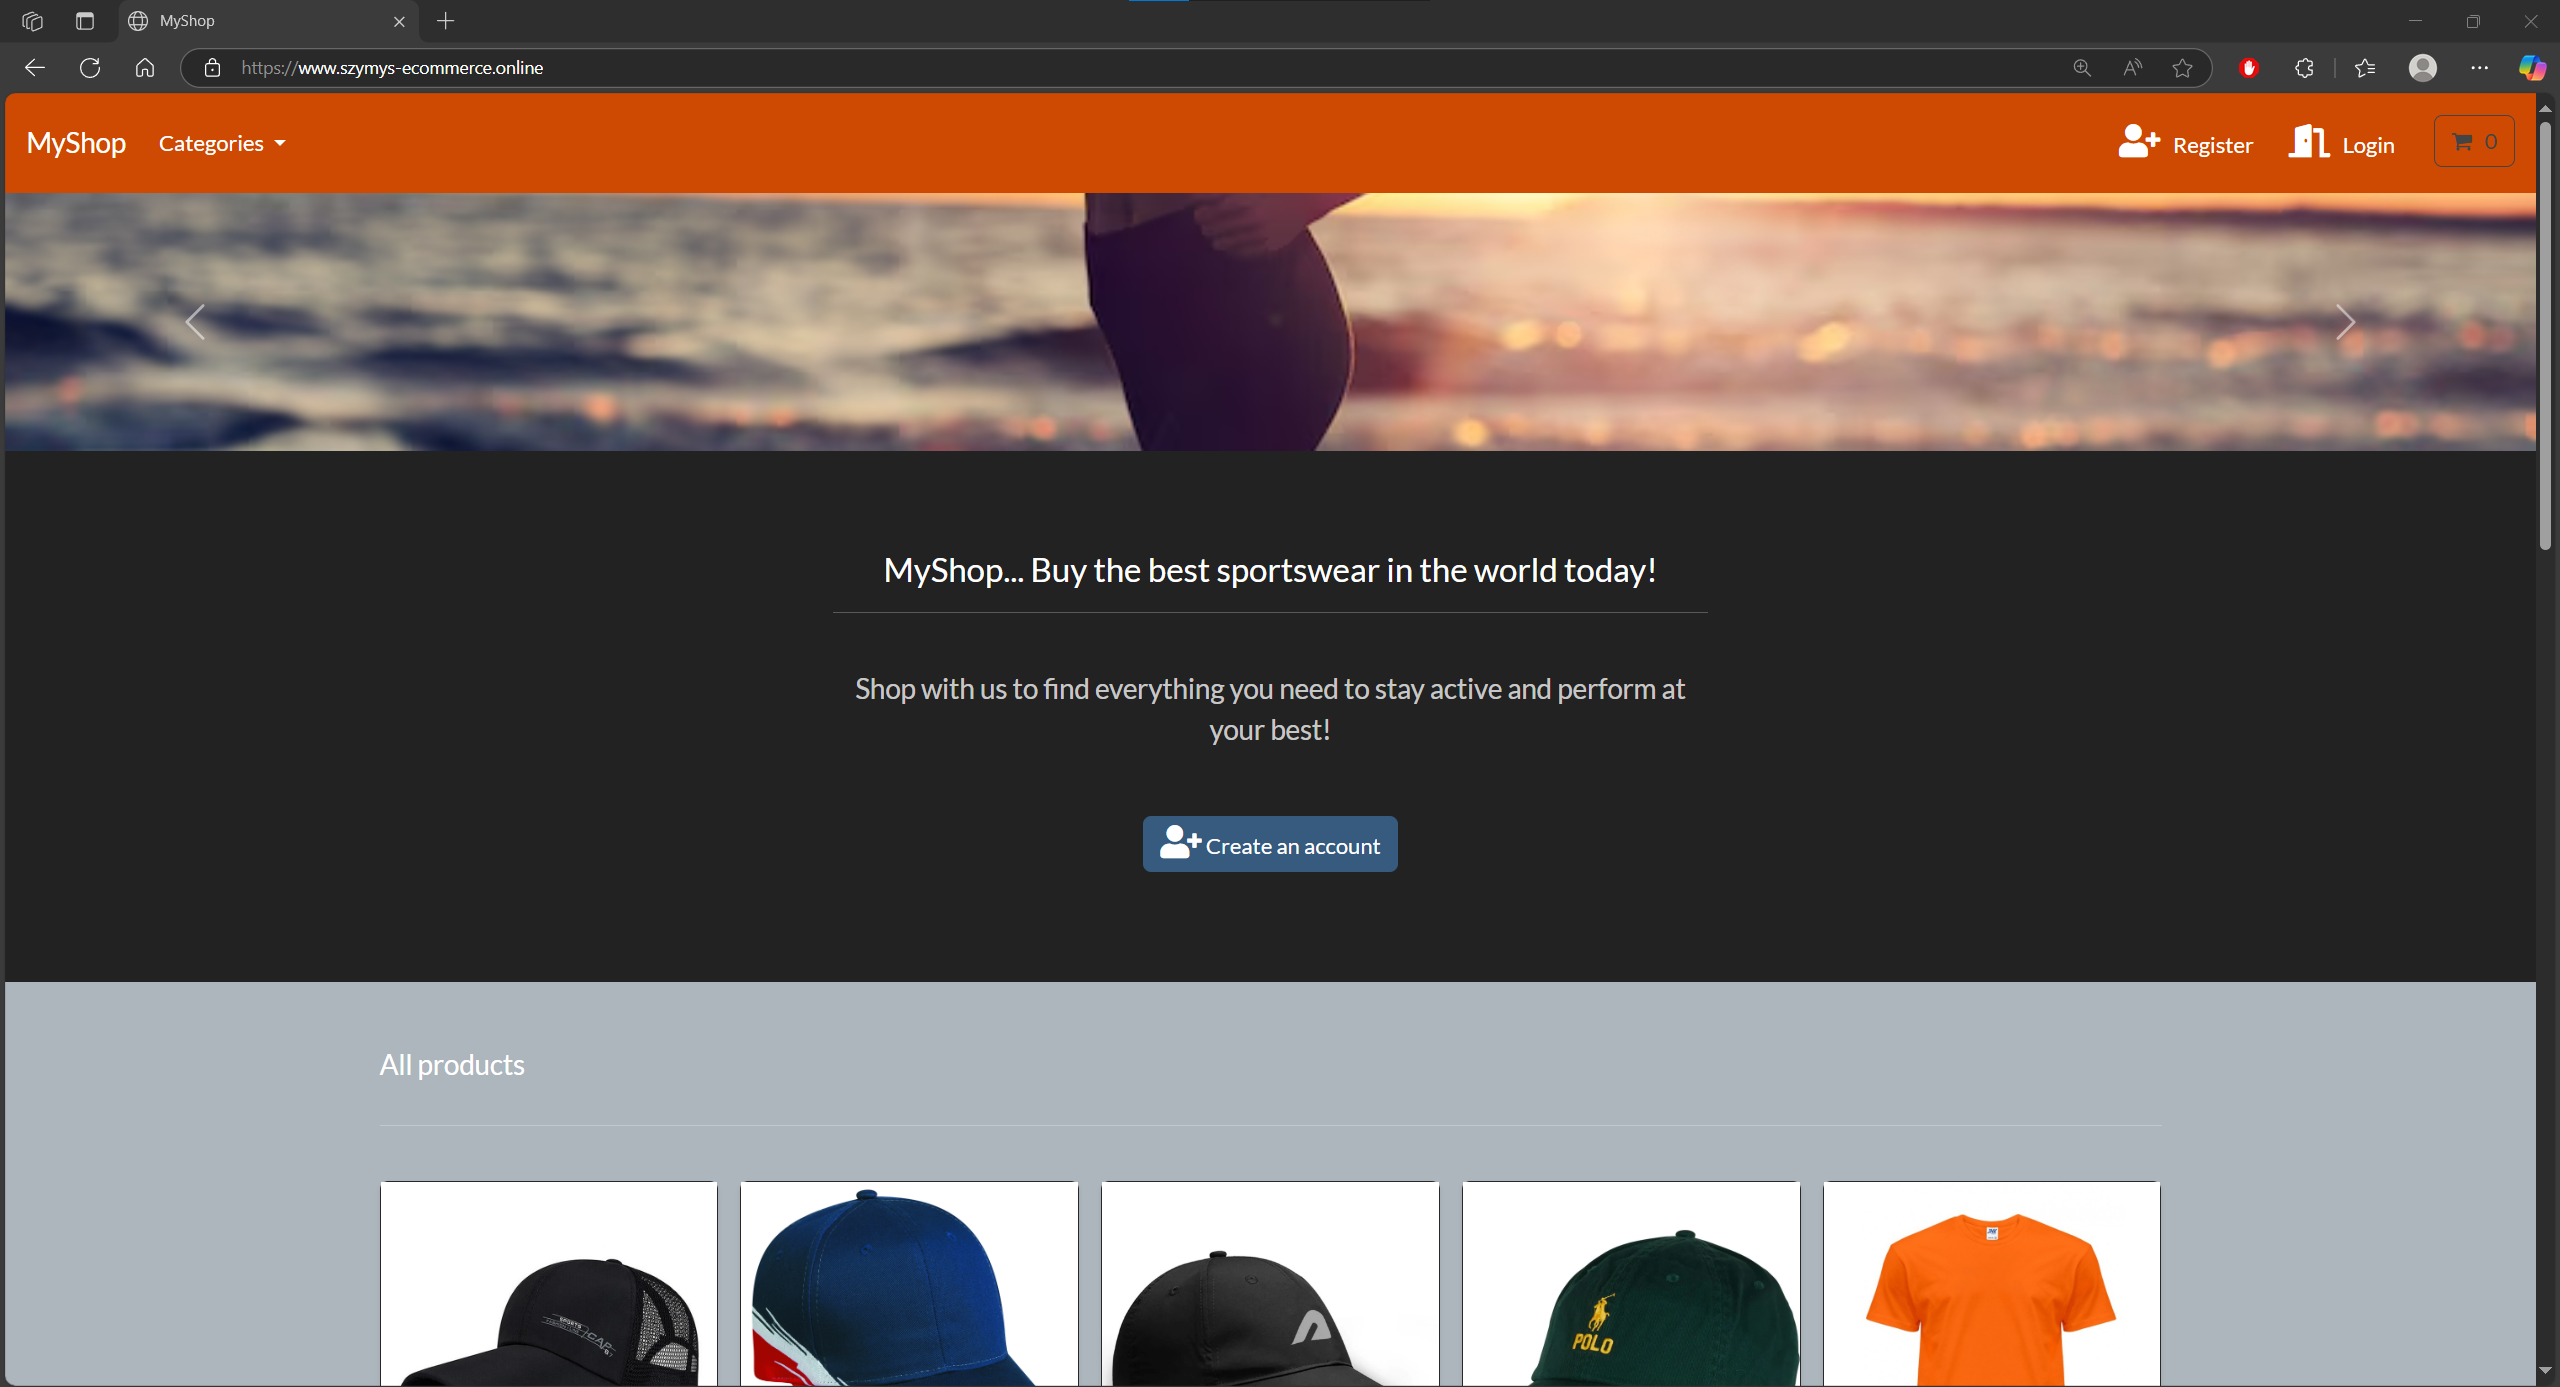 MyShop
https://www.szymys-ecommerce.online
MyShop
Categories
Register
Login
0
MyShop... Buy the best sportswear in the world today!
Shop with us to find everything you need to stay active and perform at
your best!
Create an account
All products
SPORTS
CAP
POLO